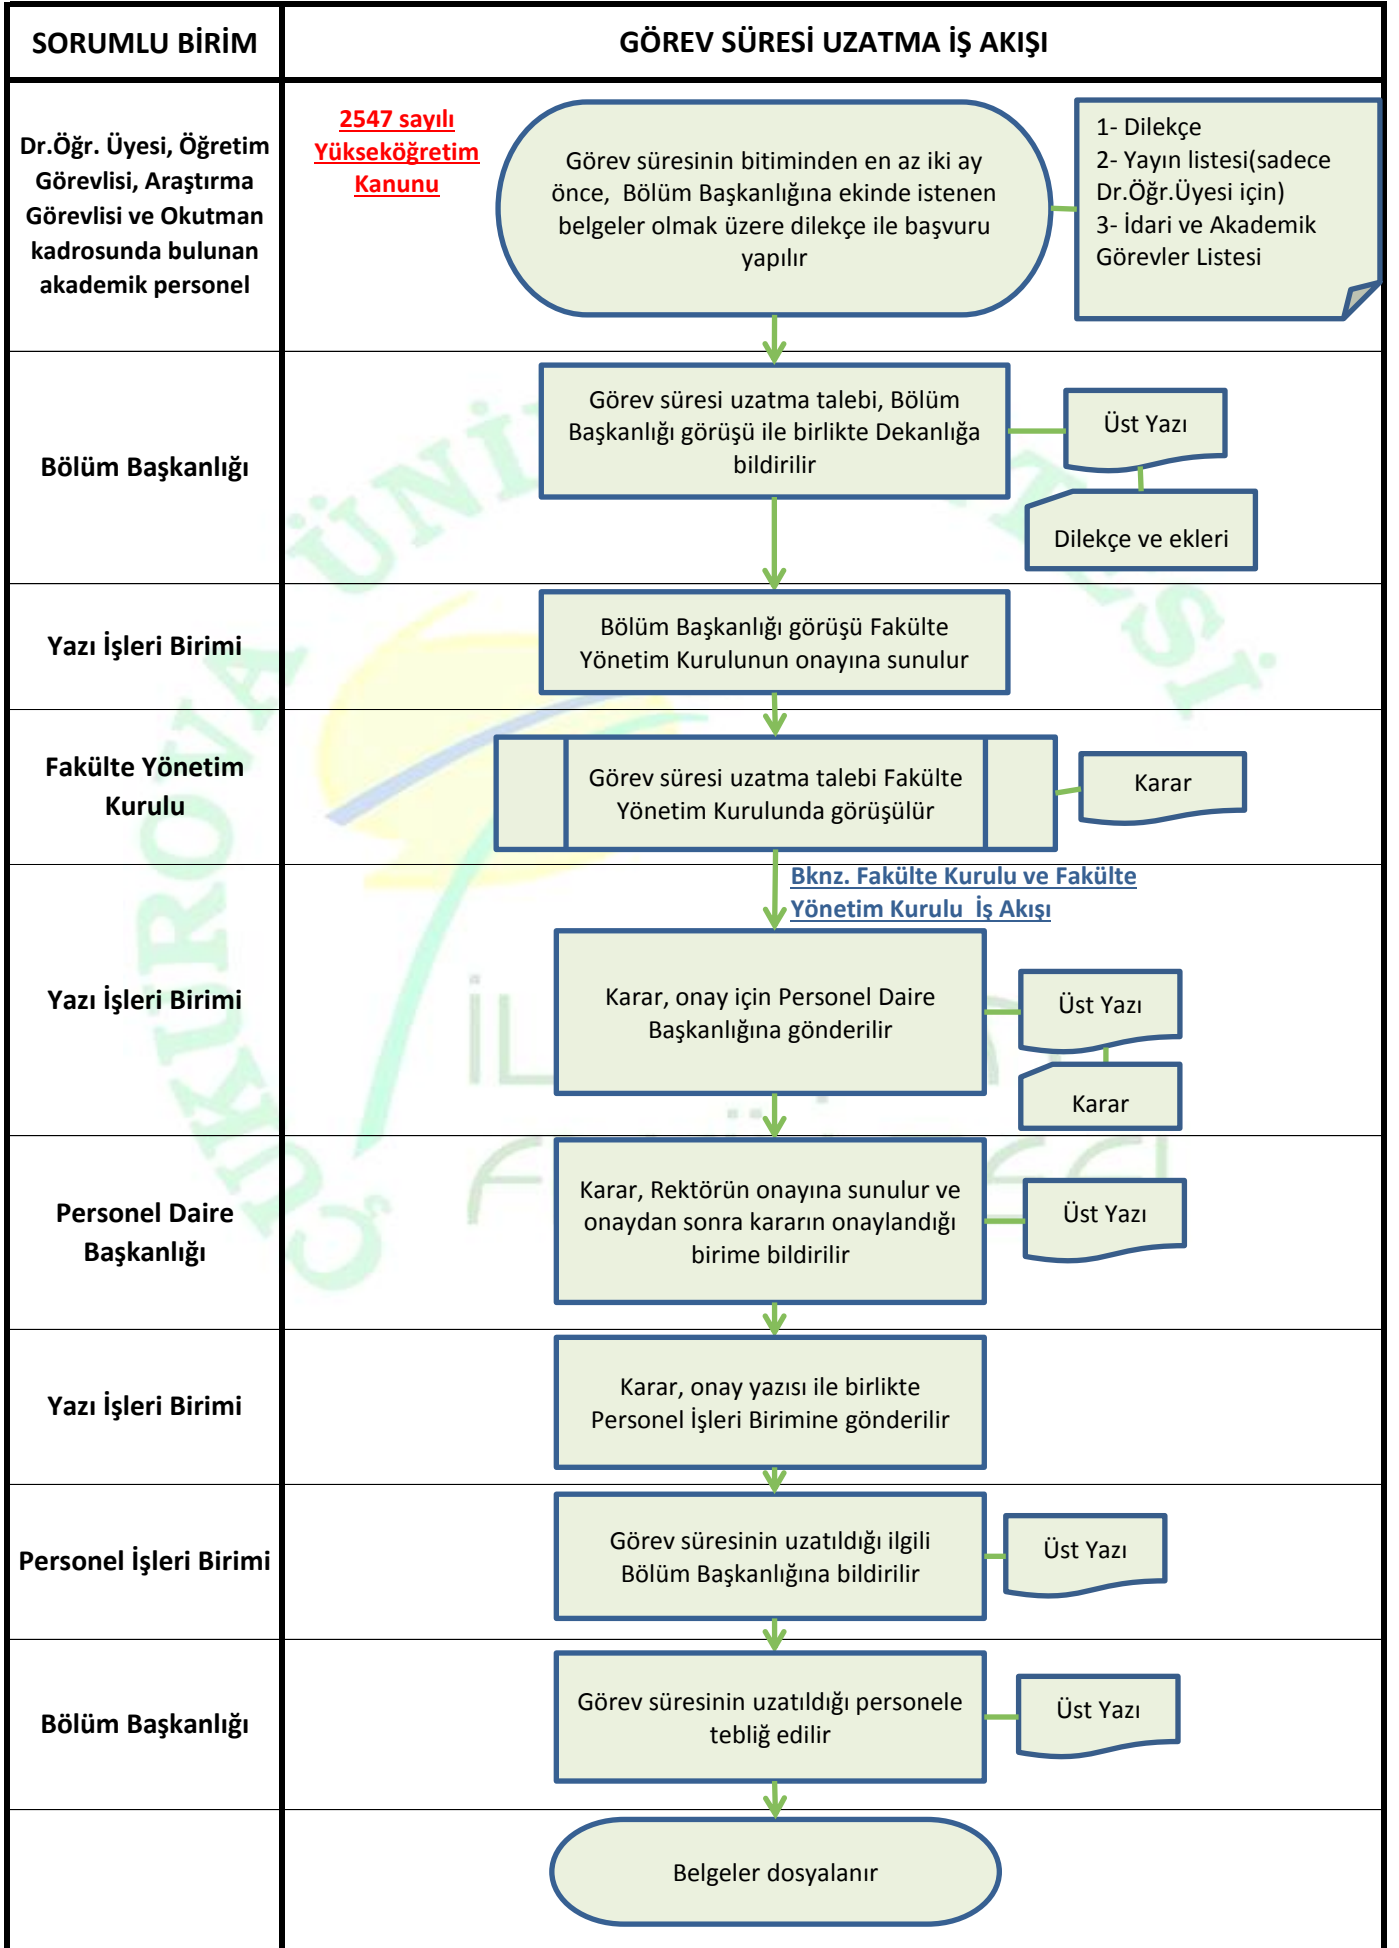 SORUMLU BİRİM
GÖREV SÜRESİ UZATMA İŞ AKIŞI
Dr.Öğr. Üyesi, Öğretim
Görevlisi, Araştırma
Görevlisi ve Okutman
kadrosunda bulunan
akademik personel
2547 sayılı
Yükseköğretim
Kanunu
Görev süresinin bitiminden en az iki ay
önce,  Bölüm Başkanlığına ekinde istenen
belgeler olmak üzere dilekçe ile başvuru
yapılır
1- Dilekçe
2- Yayın listesi(sadece
Dr.Öğr.Üyesi için)
3- İdari ve Akademik
Görevler Listesi
Bölüm Başkanlığı
Görev süresi uzatma talebi, Bölüm
Başkanlığı görüşü ile birlikte Dekanlığa
bildirilir
Üst Yazı
Dilekçe ve ekleri
Yazı İşleri Birimi
Bölüm Başkanlığı görüşü Fakülte
Yönetim Kurulunun onayına sunulur
Fakülte Yönetim
Kurulu
Görev süresi uzatma talebi Fakülte
Yönetim Kurulunda görüşülür
Karar
Bknz. Fakülte Kurulu ve Fakülte
Yönetim Kurulu  İş Akışı
Yazı İşleri Birimi
Karar, onay için Personel Daire
Başkanlığına gönderilir
Üst Yazı
Karar
Personel Daire
Başkanlığı
Karar, Rektörün onayına sunulur ve
onaydan sonra kararın onaylandığı
birime bildirilir
Üst Yazı
Yazı İşleri Birimi
Karar, onay yazısı ile birlikte
Personel İşleri Birimine gönderilir
Personel İşleri Birimi
Görev süresinin uzatıldığı ilgili
Bölüm Başkanlığına bildirilir
Üst Yazı
Bölüm Başkanlığı
Görev süresinin uzatıldığı personele
tebliğ edilir
Üst Yazı
Belgeler dosyalanır
ÇUKUROVA